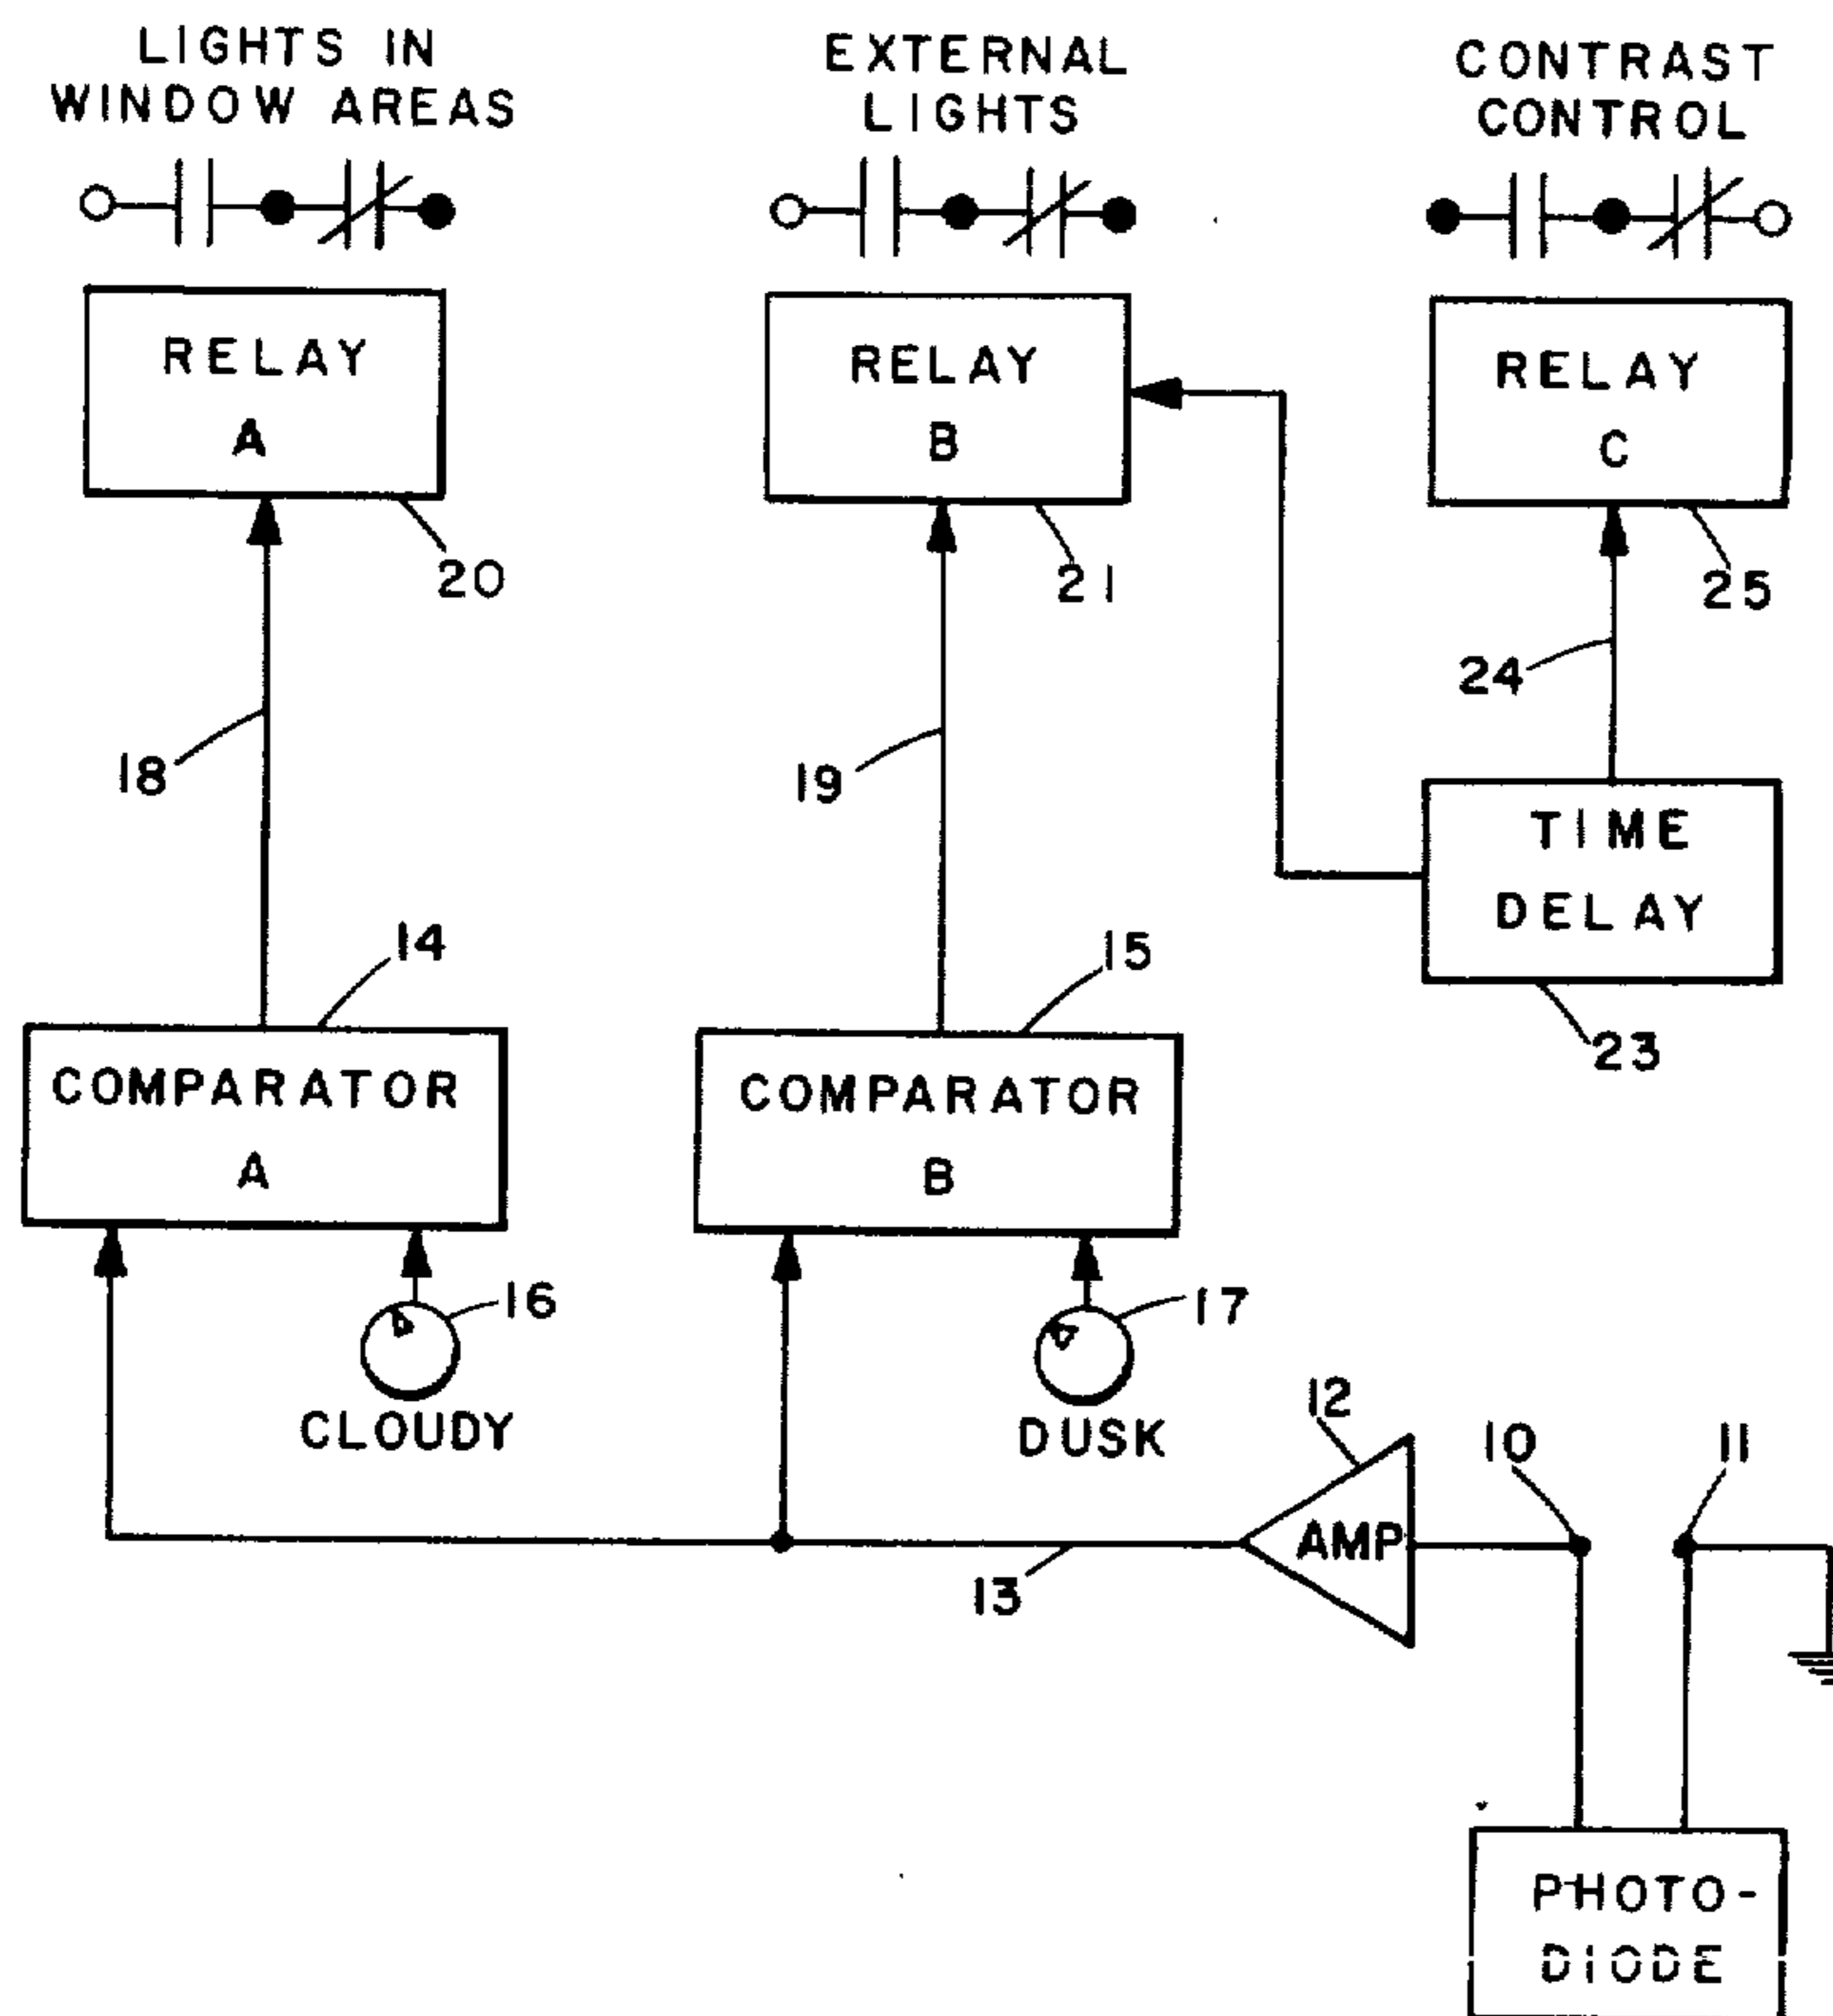 LIGHTS IN
WINDOW AREAS
EXTERNAL
LIGHTS
CONTRAST
CONTROL
RELAY
A
RELAY
B
RELAY
C
20
21
25
24
18
19
TIME
DELAY
14
15
23
COMPARATOR
A
COMPARATOR
B
16
17
CLOUDY
DUSK
12
10
11
AMP
13
PHOTO-
DIODE